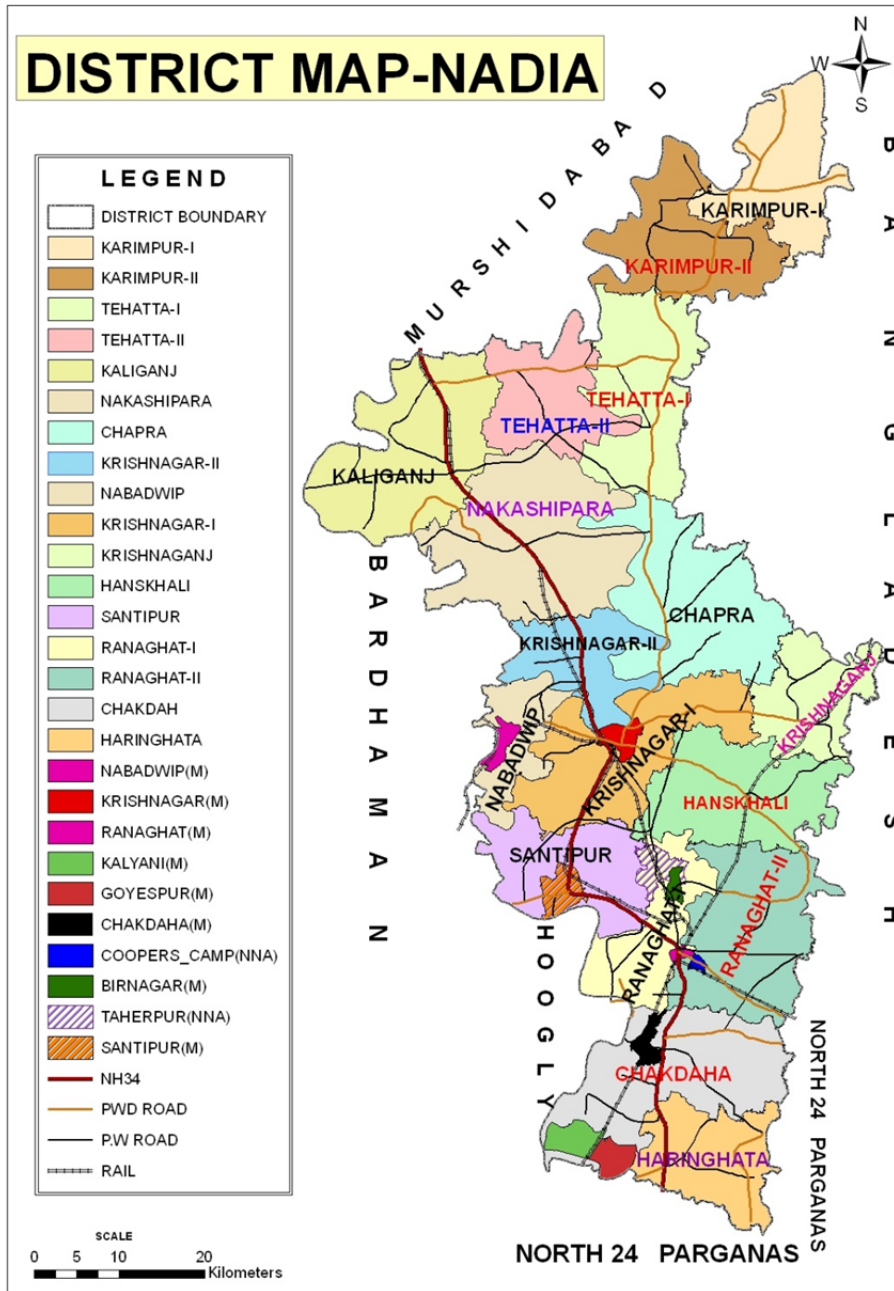 DISTRICT MAP-NADIA
N
W
S
LEGEND
DISTRICT BOUNDARY
KARIMPUR-I
KARIMPUR-II
TEHATTA-I
TEHATTA-II
KALIGANJ
NAKASHIPARA
CHAPRA
KRISHNAGAR-II
NABADWIP
KRISHNAGAR-I
KRISHNAGANJ
HANSKHALI
SANTIPUR
RANAGHAT-I
RANAGHAT-II
CHAKDAH
HARINGHATA
NABADWIP(M)
KRISHNAGAR(M)
RANAGHAT(M)
KALYANI(M)
GOYESPUR(M)
CHAKDAHA(M)
COOPERS_CAMP(NNA)
BIRNAGAR(M)
TAHERPUR(NNA)
SANTIPUR(M)
NH34
PWD ROAD
P.W ROAD
RAIL
SCALE
0 5 10 20
Kilometers
MURSHIDABAD
BANGLADESH
KARIMPUR-I
KARIMPUR-II
TEHATTA-I
TEHATTA-II
KALIGANJ
NAKASHIPARA
BARDHAMAN
CHAPRA
KRISHNAGAR-II
KRISHNAGANJ
NABADWIP
KRISHNAGAR-I
HANSKHALI
SANTIPUR
RANAGHAT-I
RANAGHAT-II
HOOGLY
CHAKDAHA
HARINGHATA
NORTH 24 PARGANAS
NORTH 24 PARGANAS